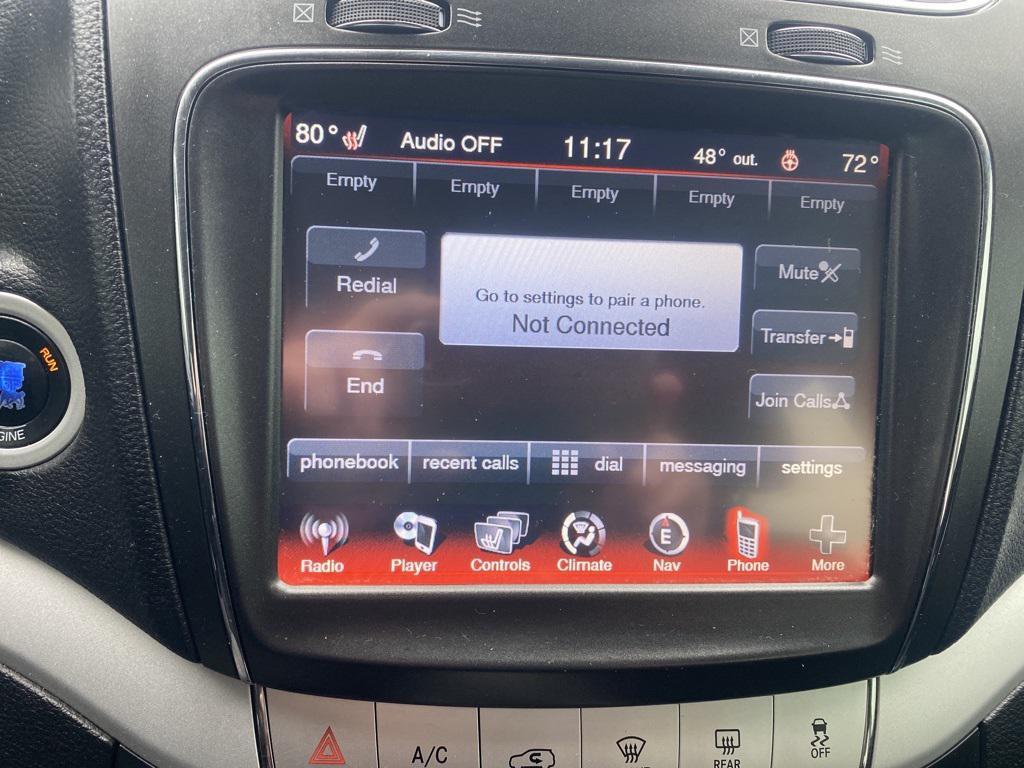 80° Audio OFF 11:17 48° out. 72°
Empty Empty Empty Empty Empty
Redial
Go to settings to pair a phone.
Not Connected
Mute
Transfer
End
Join Calls
phonebook recent calls dial messaging settings
E
Radio Player Controls Climate Nav Phone More
RUN
GINE
A/C
REAR
OFF